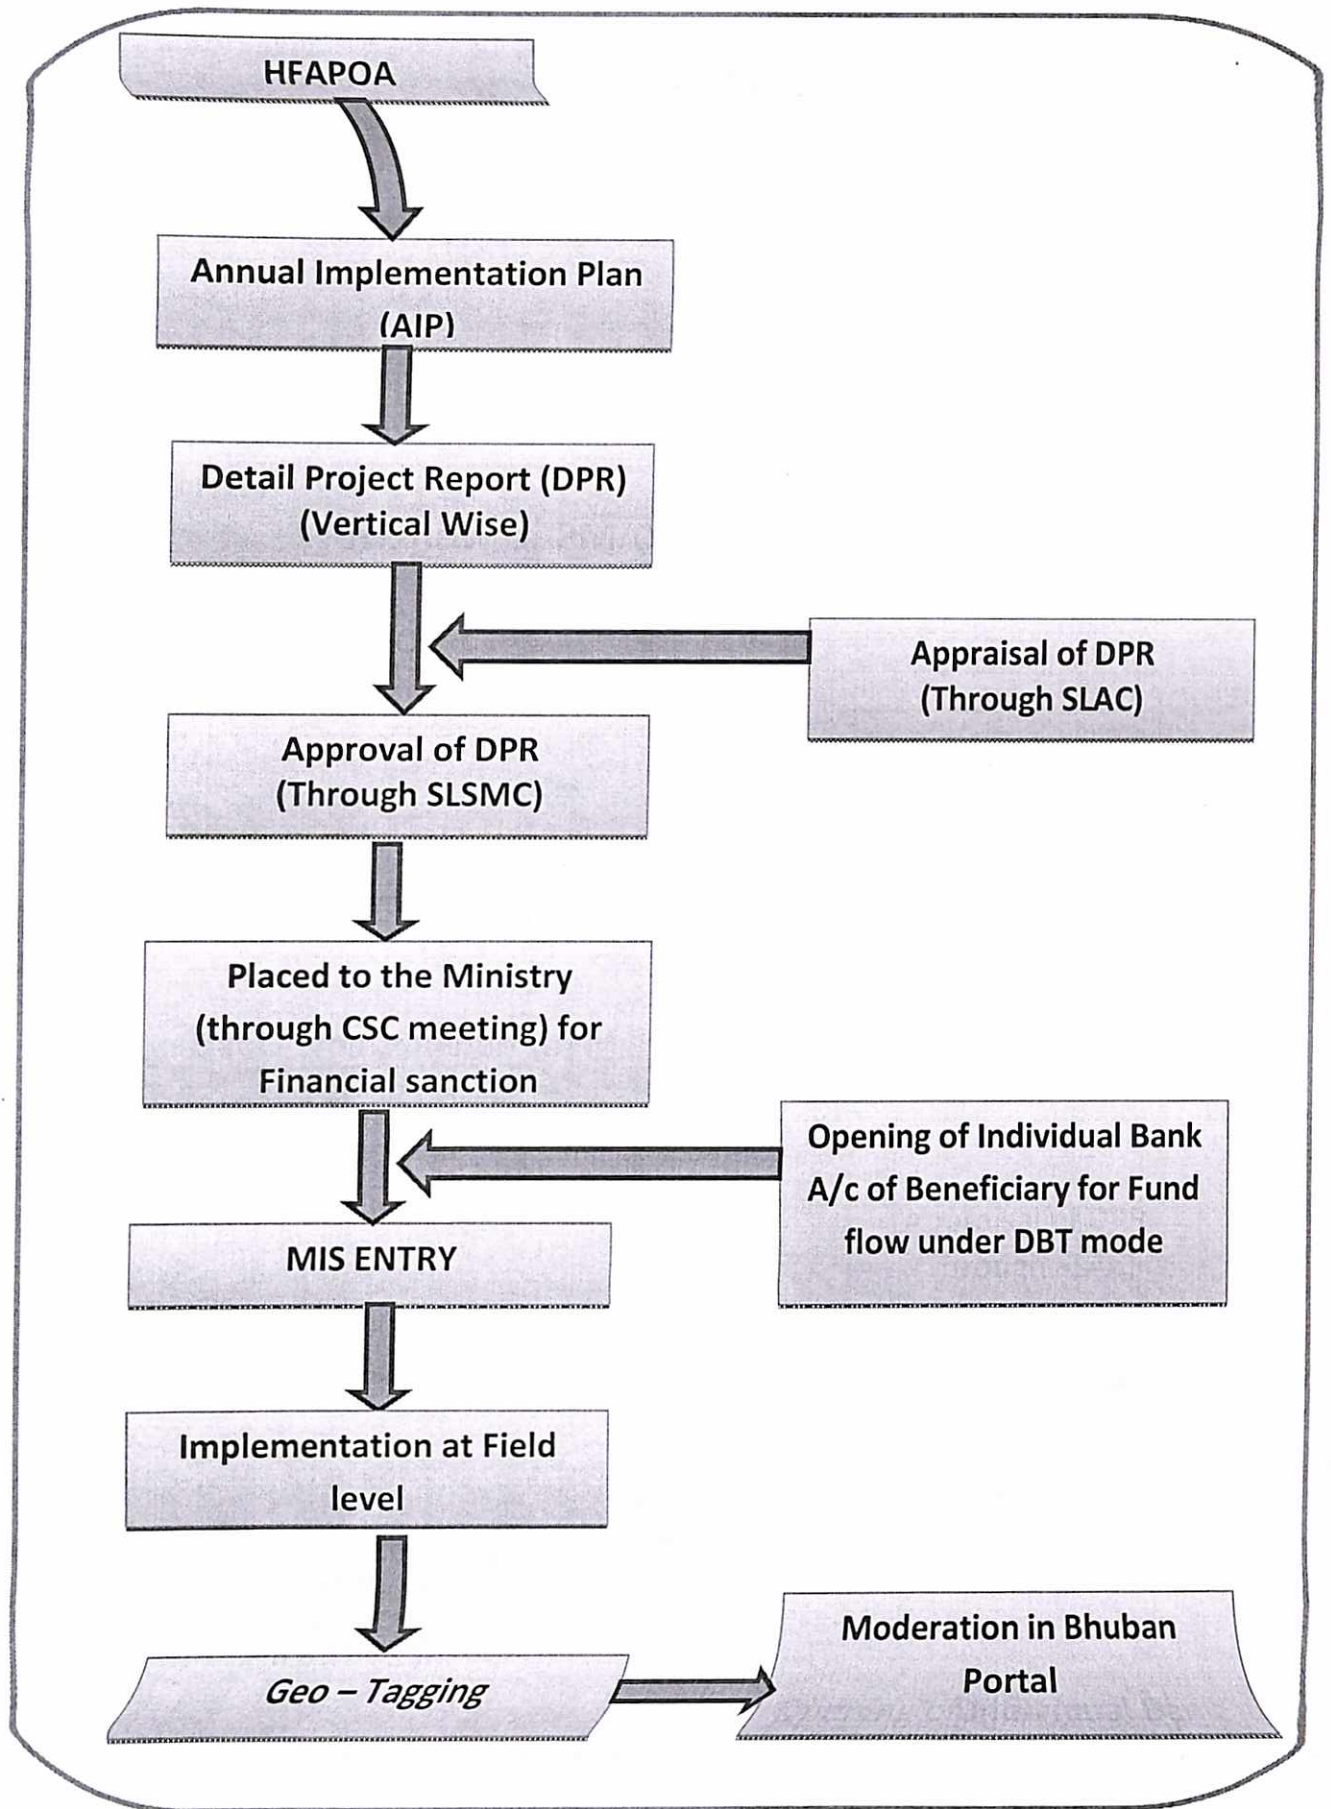 HFAPOA
Annual Implementation Plan
(AIP)
Detail Project Report (DPR)
(Vertical Wise)
Appraisal of DPR
(Through SLAC)
Approval of DPR
(Through SLSMC)
Placed to the Ministry
(through CSC meeting) for
Financial sanction
Opening of Individual Bank
A/c of Beneficiary for Fund
flow under DBT mode
MIS ENTRY
Implementation at Field
level
Geo – Tagging
Moderation in Bhuban
Portal